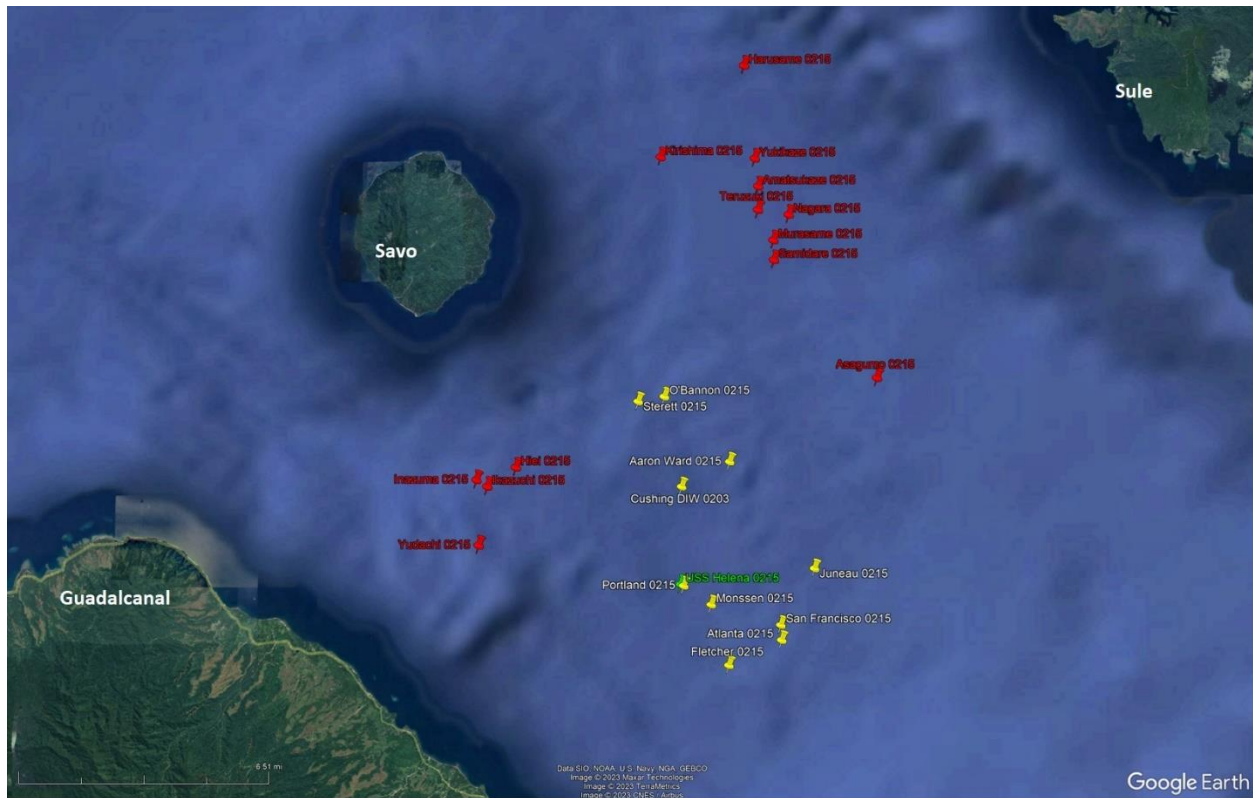 Harusame 0215
Sule
Kirishima 0215
Yukikaze 0215
Amatsukaze 0215
Teruzuki 0215
Nagara 0215
Murasame 0215
Savo
Samidare 0215
Asagumo 0215
O'Bannon 0215
Sterett 0215
Aaron Ward 0215
Hiei 0215
Inazuma 0215
Ikazuchi 0215
Cushing DIW 0203
Yudachi 0215
Juneau 0215
USS Helena 0215
Portland 0215
Guadalcanal
Monssen 0215
San Francisco 0215
Atlanta 0215
Fletcher 0215
6.51 mi
Data SIO, NOAA, U.S. Navy, NGA, GEBCO
Image © 2023 Maxar Technologies
Image © 2023 TerraMetrics
Image © 2023 CNES / Airbus
Google Earth